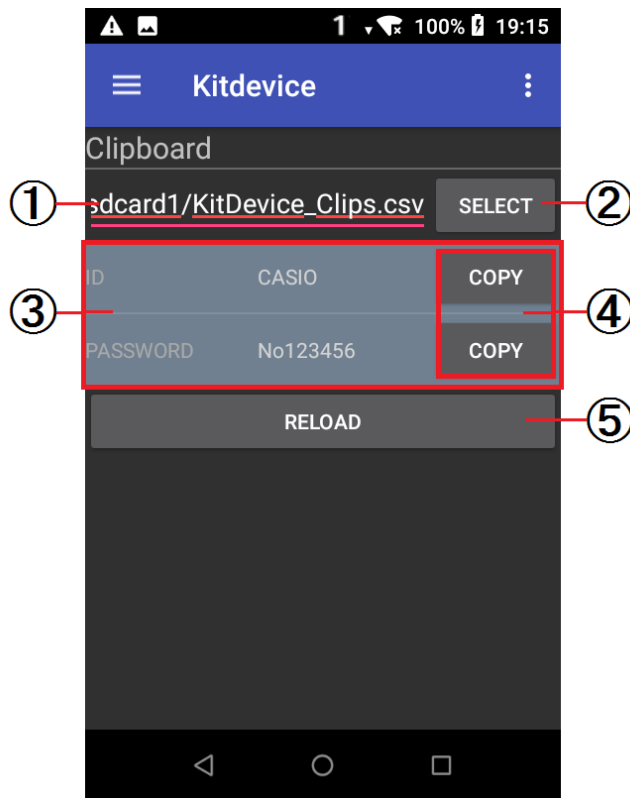 1 100% 19:15
Kitdevice
Clipboard
① sdcard1/KitDevice_Clips.csv SELECT ②
③ ID CASIO COPY ④
PASSWORD No123456 COPY
RELOAD ⑤